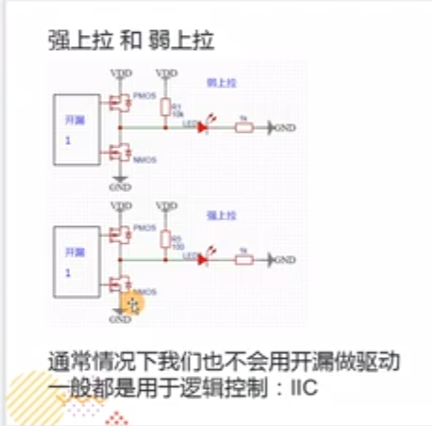 强上拉 和 弱上拉
VDD VDD
弱上拉
PMOS
开漏
R1
10k
1
LED
1k
GND
NMOS
GND
VDD VDD
强上拉
PMOS
开漏
R5
100
1
LED
1k
GND
NMOS
GND
通常情况下我们也不会用开漏做驱动
一般都是用于逻辑控制：IIC